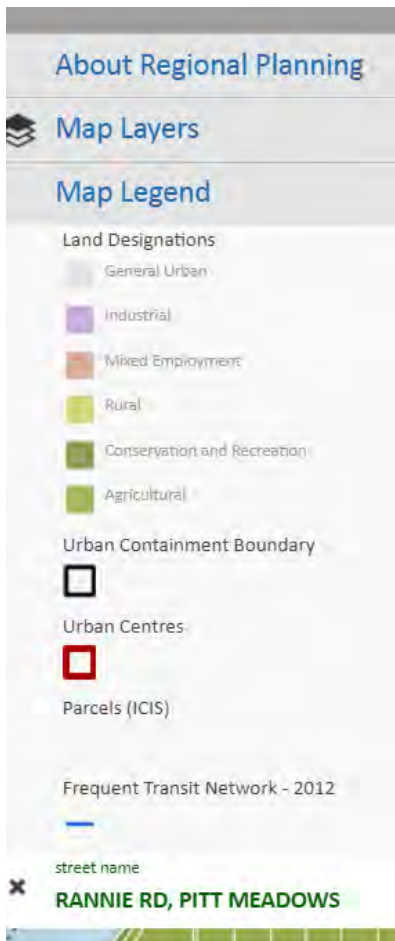 About Regional Planning
Map Layers
Map Legend
Land Designations
General Urban
Industrial
Mixed Employment
Rural
Conservation and Recreation
Agricultural
Urban Containment Boundary
Urban Centres
Parcels (ICIS)
Frequent Transit Network - 2012
street name
RANNIE RD, PITT MEADOWS